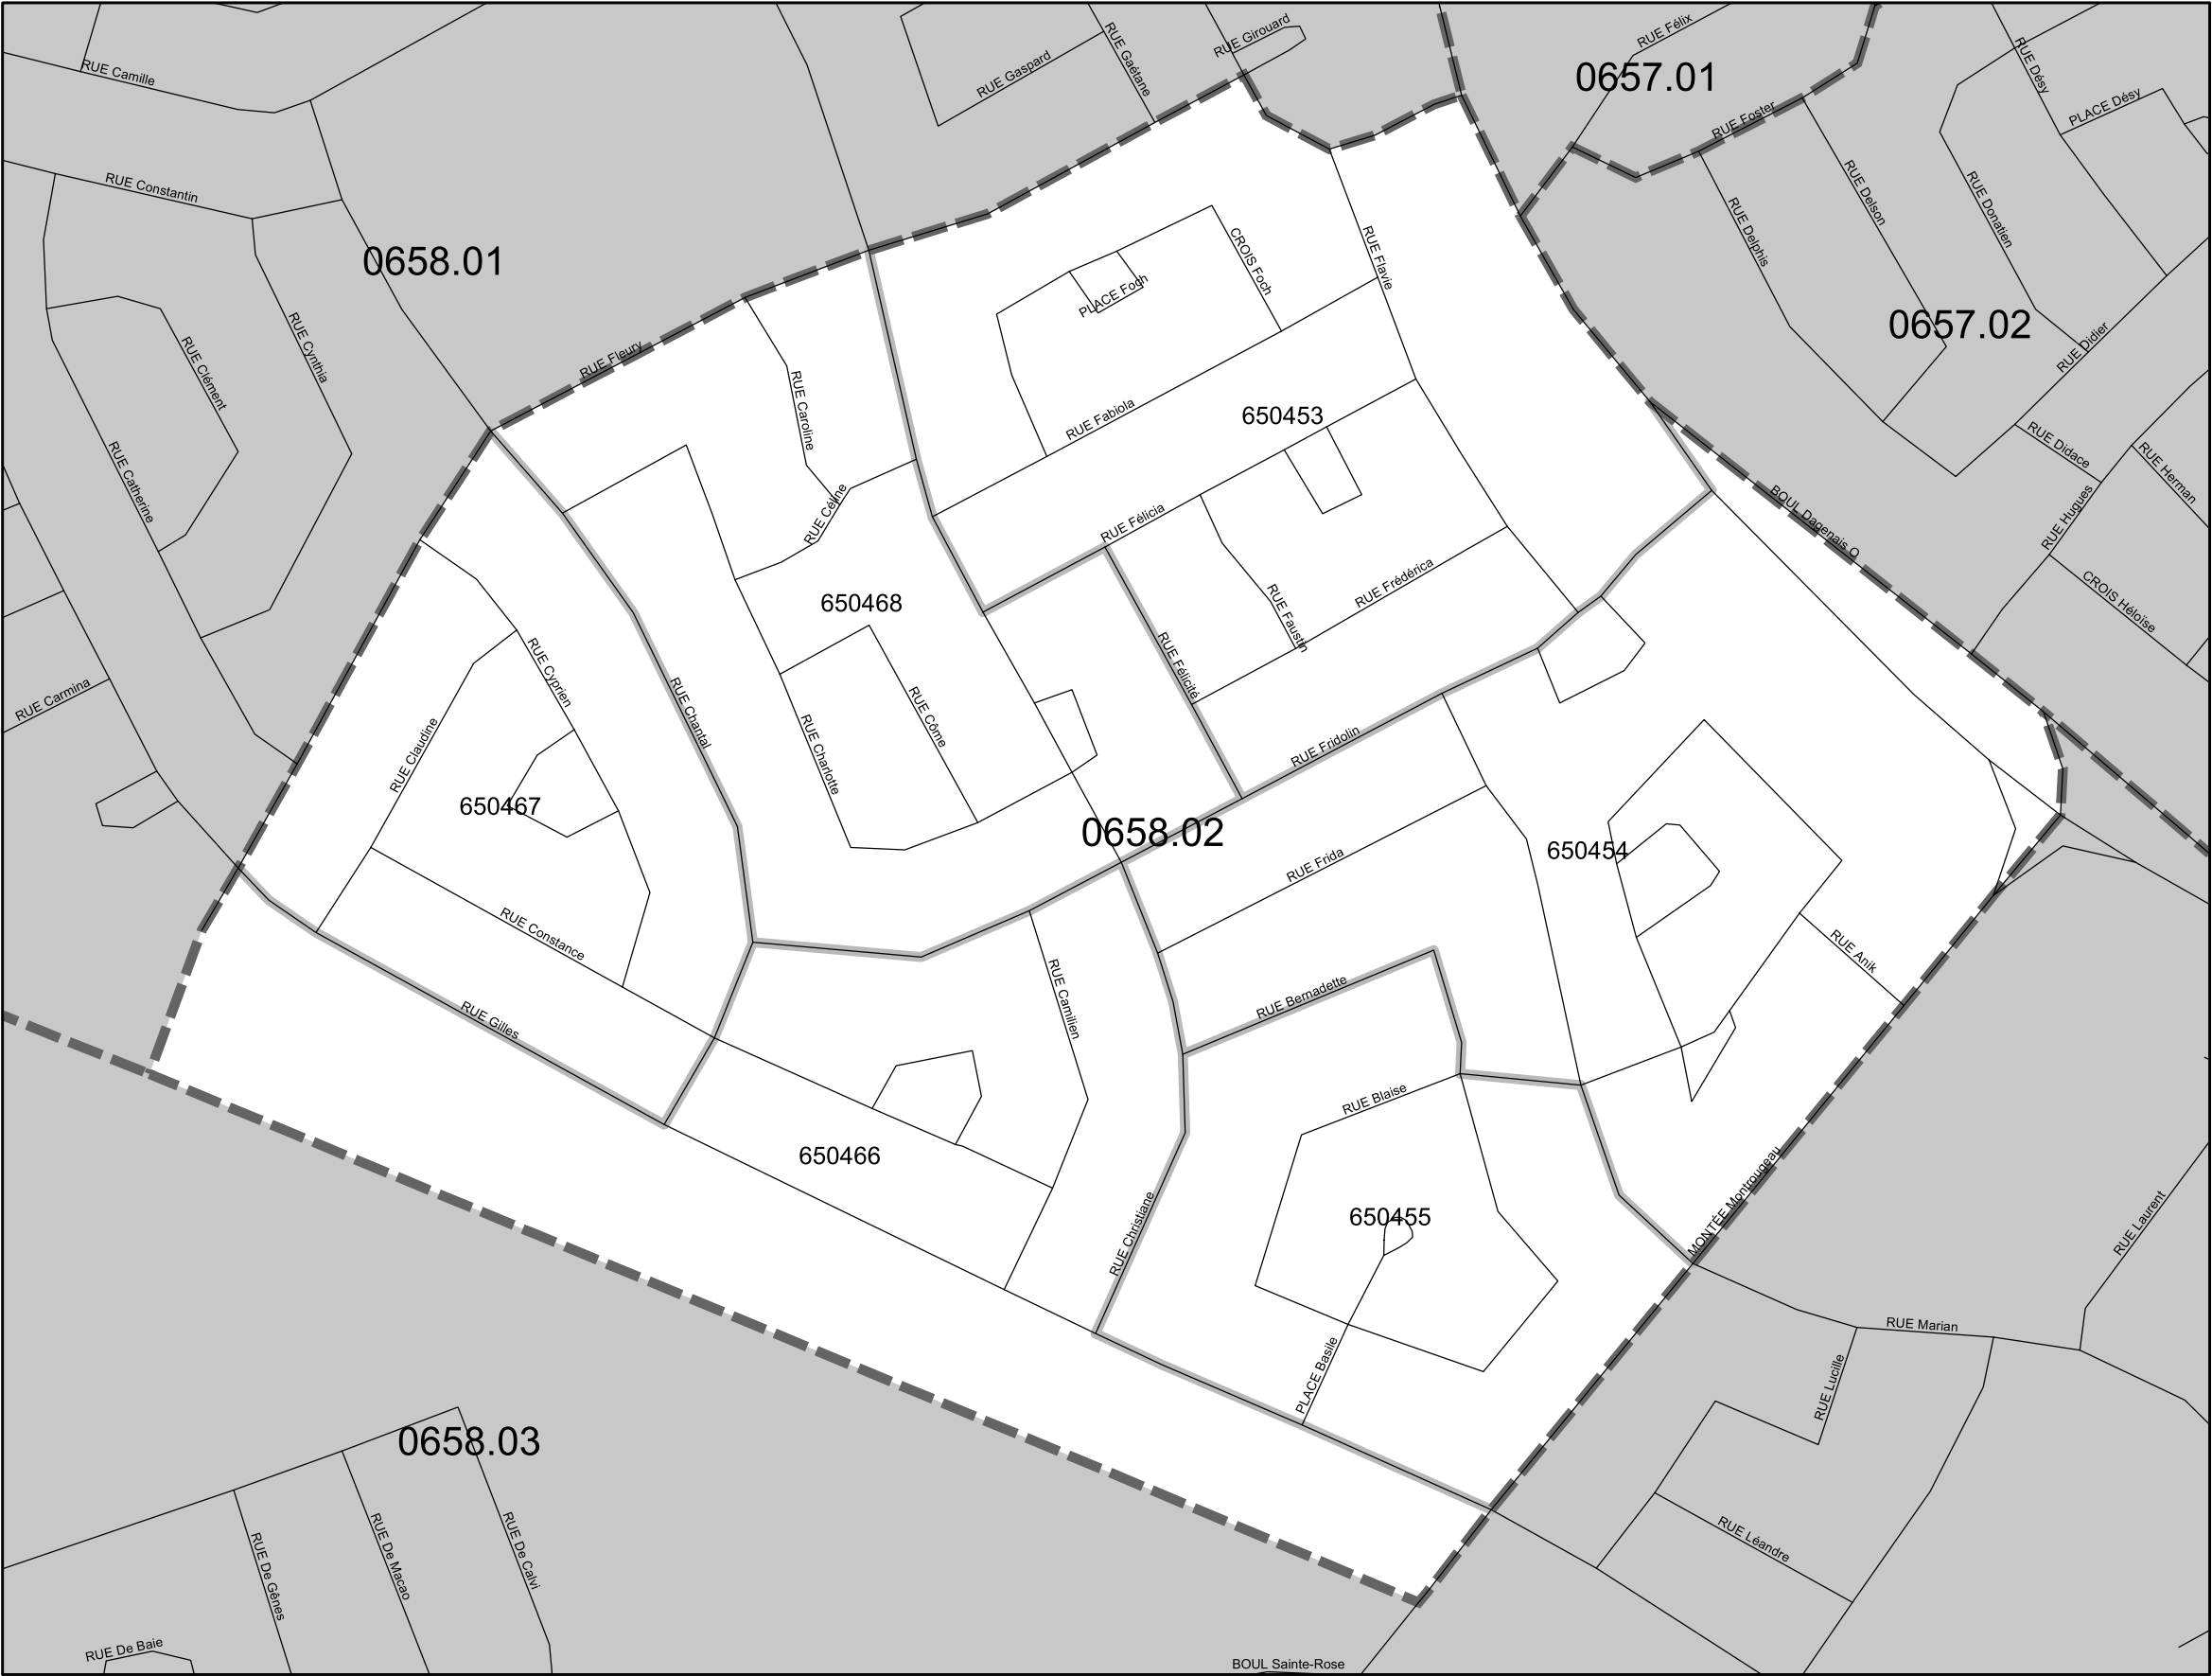 RUE Camille
RUE Gaspard
RUE Gaétane
RUE Girouard
RUE Félix
0657.01
RUE Désy
PLACE Désy
RUE Foster
RUE Constantin
RUE Delson
RUE Donatien
RUE Delphis
0658.01
CROIS Foch
RUE Flavie
PLACE Foch
0657.02
RUE Didier
RUE Cynthia
RUE Clément
RUE Fleury
RUE Caroline
RUE Fabiola
650453
RUE Didace
RUE Herman
RUE Catherine
RUE Céline
RUE Félicia
BOUL Dagenais O
RUE Hugues
RUE Frédérica
CROIS Héloïse
650468
RUE Faustin
RUE Félicité
RUE Cyprien
RUE Carmina
RUE Chantal
RUE Côme
RUE Claudine
RUE Charlotte
RUE Fridolin
650467
0658.02
650454
RUE Frida
RUE Constance
RUE Anik
RUE Camilien
RUE Bernadette
RUE Gilles
RUE Blaise
650466
RUE Christiane
650455
MONTÉE Montrougeau
RUE Laurent
RUE Marian
PLACE Basile
RUE Lucille
0658.03
RUE De Gênes
RUE De Macao
RUE De Calvi
RUE Léandre
RUE De Baie
BOUL Sainte-Rose